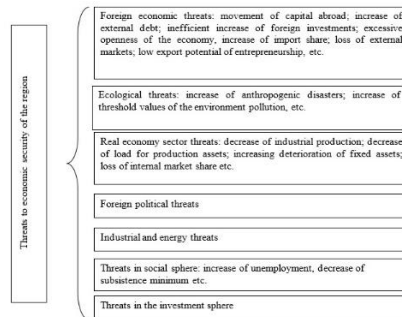 Threats to economic security of the region
Foreign economic threats: movement of capital abroad; increase of
external debt; inefficient increase of foreign investments; excessive
openness of the economy, increase of import share; loss of external
markets; low export potential of entrepreneurship, etc.
Ecological threats: increase of anthropogenic disasters; increase of
threshold values of the environment pollution, etc.
Real economy sector threats: decrease of industrial production; decrease
of load for production assets; increasing deterioration of fixed assets;
loss of internal market share etc.
Foreign political threats
Industrial and energy threats
Threats in social sphere: increase of unemployment, decrease of
subsistence minimum etc.
Threats in the investment sphere